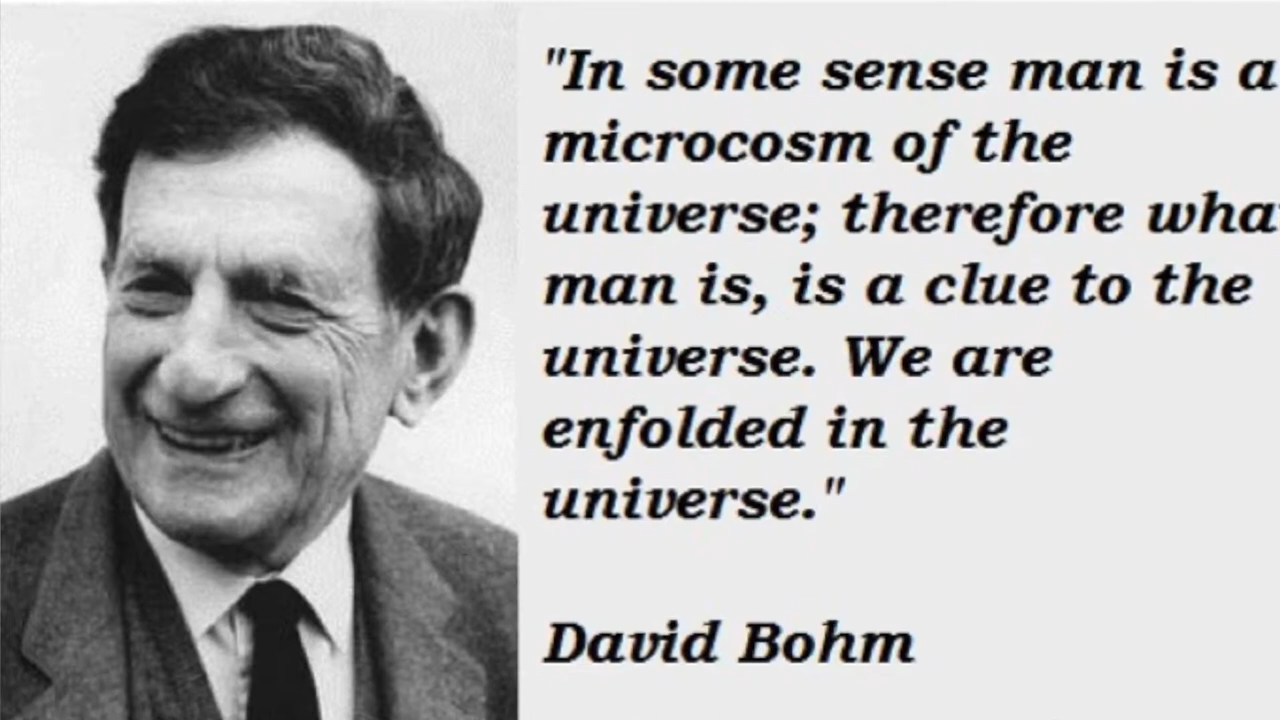 "In some sense man is a
microcosm of the
universe; therefore wha
man is, is a clue to the
universe. We are
enfolded in the
universe."
David Bohm